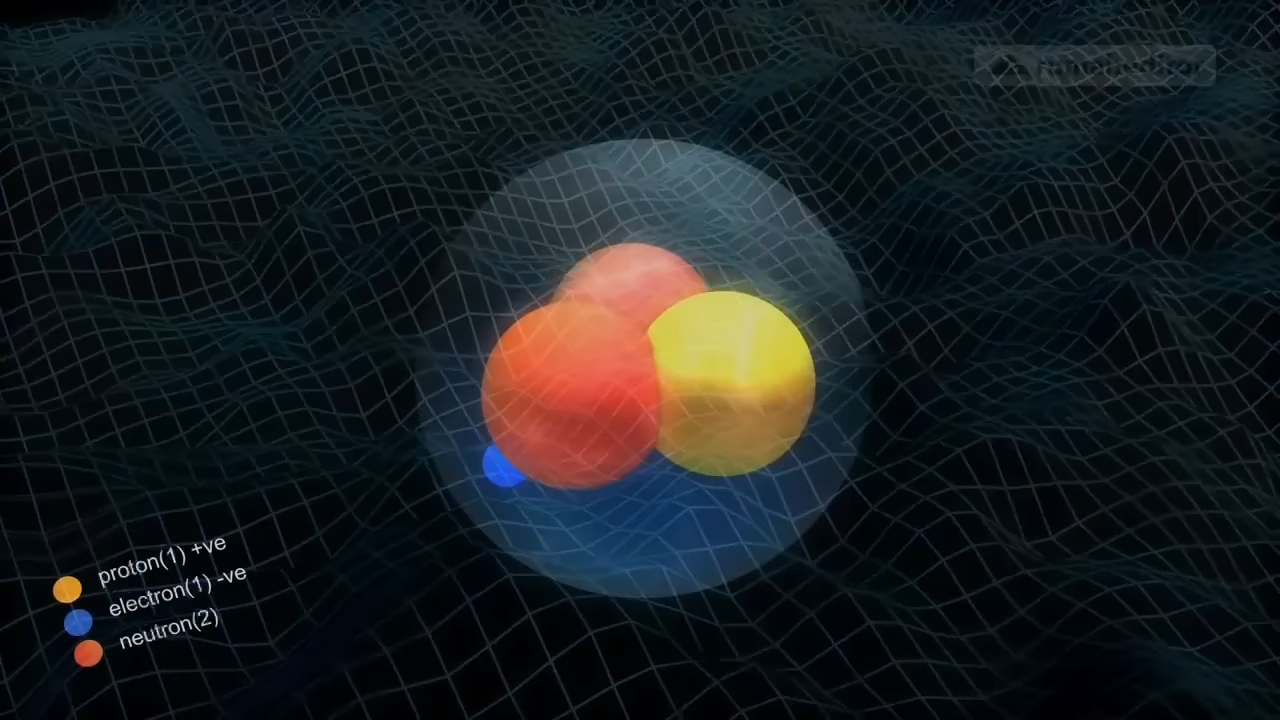 proton(1) +ve
electron(1) -ve
neutron(2)